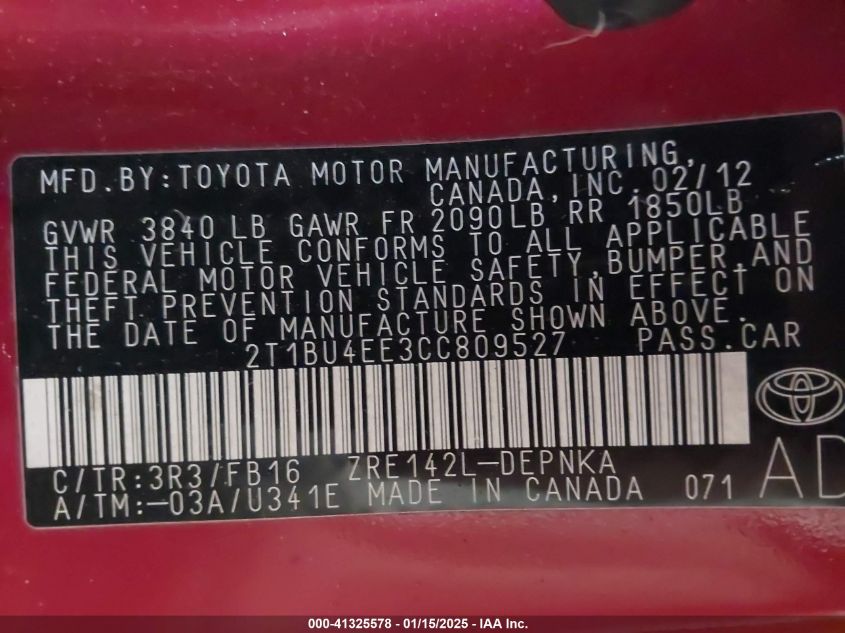 MFD.BY:TOYOTA MOTOR MANUFACTURING,
CANADA, INC. 02/12
GVWR 3840 LB GAWR FR 2090LB RR 1850LB
THIS VEHICLE CONFORMS TO ALL APPLICABLE
FEDERAL MOTOR VEHICLE SAFETY,BUMPER,AND
THEFT PREVENTION STANDARDS IN EFFECT ON
THE DATE OF MANUFACTURE SHOWN ABOVE.
2T1BU4EE3CC809527 PASS.CAR
C/TR:3R3/FB16 ZRE142L-DEPNKA
A/TM:-03A/U341E MADE IN CANADA 071 AD
000-41325578 - 01/15/2025 - IAA Inc.